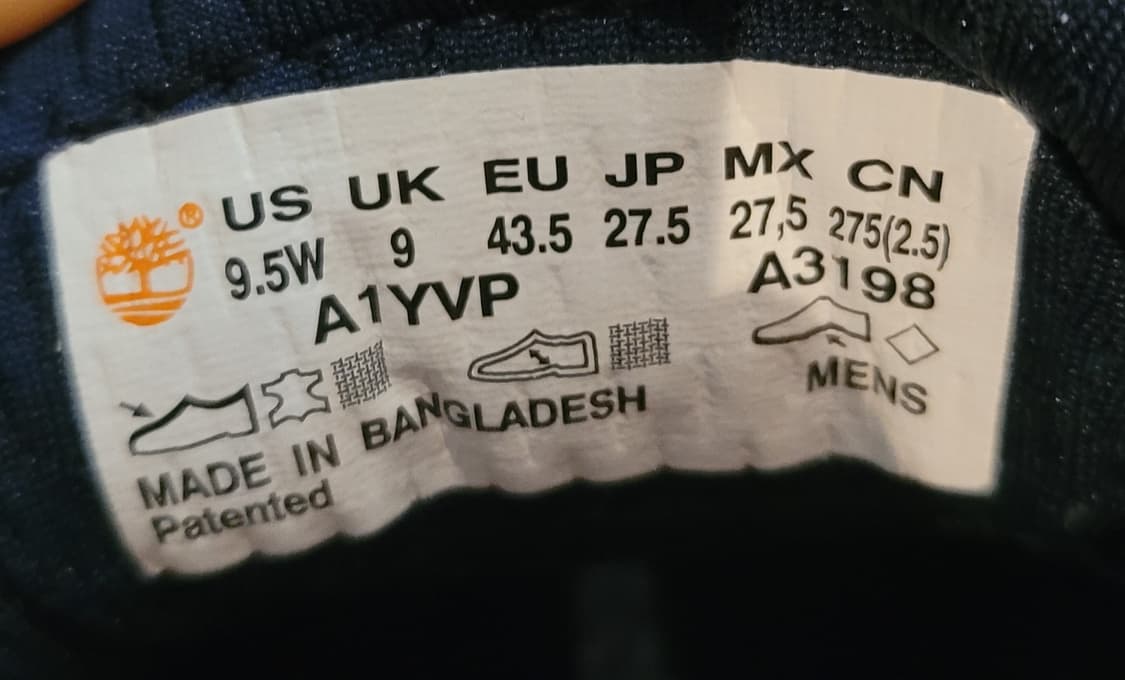 US UK EU JP MX CN
9.5W 9 43.5 27.5 27,5 275(2.5)
A1YVP A3198
MENS
MADE IN BANGLADESH
Patented
®